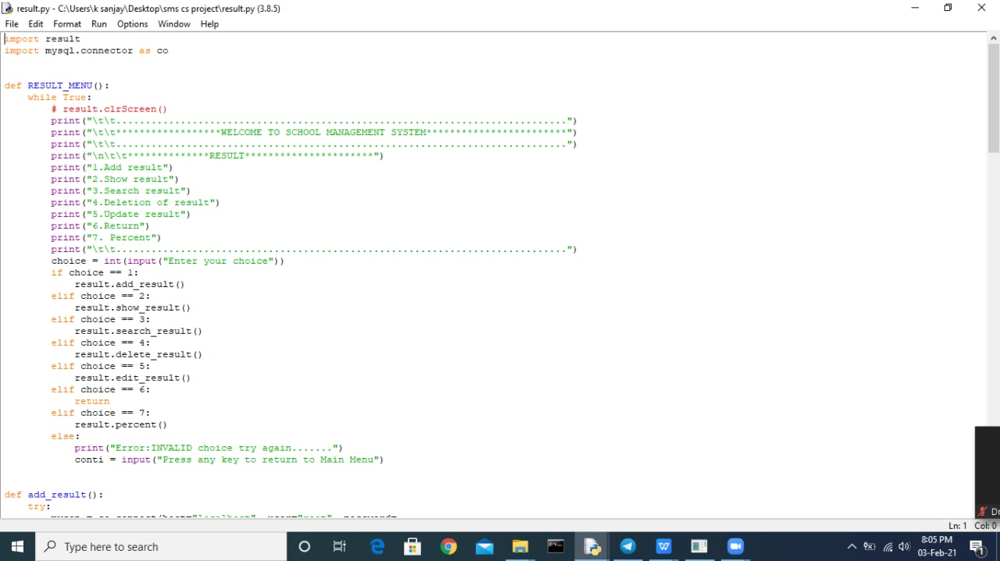 result.py - C:\Users\k sanjay\Desktop\sms cs project\result.py (3.8.5)
File Edit Format Run Options Window Help
import result
import mysql.connector as co
def RESULT_MENU():
    while True:
        # result.clrScreen()
        print("\t\t.............................................................................")
        print("\t\t******************WELCOME TO SCHOOL MANAGEMENT SYSTEM************************")
        print("\t\t.............................................................................")
        print("\n\t\t**************RESULT**********************")
        print("1.Add result")
        print("2.Show result")
        print("3.Search result")
        print("4.Deletion of result")
        print("5.Update result")
        print("6.Return")
        print("7. Percent")
        print("\t\t.............................................................................")
        choice = int(input("Enter your choice"))
        if choice == 1:
            result.add_result()
        elif choice == 2:
            result.show_result()
        elif choice == 3:
            result.search_result()
        elif choice == 4:
            result.delete_result()
        elif choice == 5:
            result.edit_result()
        elif choice == 6:
            return
        elif choice == 7:
            result.percent()
        else:
            print("Error:INVALID choice try again.......")
            conti = input("Press any key to return to Main Menu")
def add_result():
    try:
Dr
Ln: 1 Col: 0
Type here to search
8:05 PM
03-Feb-21
1